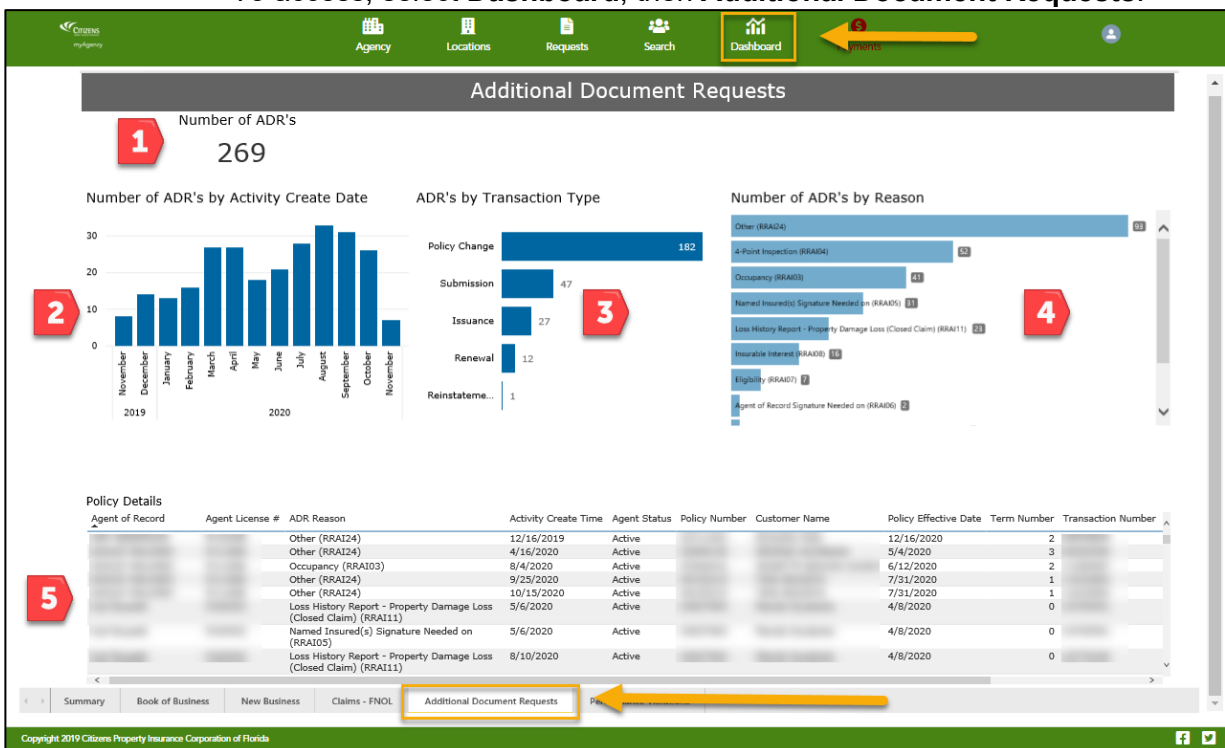 To access, select Dashboard, then Additional Document Requests.
CITIZENS
myAgency
Agency
Locations
Requests
Search
Dashboard
Additional Document Requests
1
Number of ADR's
269
Number of ADR's by Activity Create Date
30
20
10
0
November
December
January
February
March
April
May
June
July
August
September
October
November
2019
2020
2
ADR's by Transaction Type
Policy Change 182
Submission 47
Issuance 27
Renewal 12
Reinstateme... 1
3
Number of ADR's by Reason
Other (RRAI24) 93
4-Point Inspection (RRAI04) 52
Occupancy (RRAI03) 41
Named Insured(s) Signature Needed on (RRAI05) 31
Loss History Report - Property Damage Loss (Closed Claim) (RRAI11) 23
Insurable Interest (RRAI08) 16
Eligibility (RRAI07) 7
Agent of Record Signature Needed on (RRAI06) 2
4
Policy Details
Agent of Record Agent License # ADR Reason Activity Create Time Agent Status Policy Number Customer Name Policy Effective Date Term Number Transaction Number
Other (RRAI24) 12/16/2019 Active 12/16/2020 2
Other (RRAI24) 4/16/2020 Active 5/4/2020 3
Occupancy (RRAI03) 8/4/2020 Active 6/12/2020 2
Other (RRAI24) 9/25/2020 Active 7/31/2020 1
Other (RRAI24) 10/15/2020 Active 7/31/2020 1
Loss History Report - Property Damage Loss 5/6/2020 Active 4/8/2020 0
(Closed Claim) (RRAI11)
Named Insured(s) Signature Needed on 5/6/2020 Active 4/8/2020 0
(RRAI05)
Loss History Report - Property Damage Loss 8/10/2020 Active 4/8/2020 0
(Closed Claim) (RRAI11)
5
Summary Book of Business New Business Claims - FNOL Additional Document Requests
Copyright 2019 Citizens Property Insurance Corporation of Florida